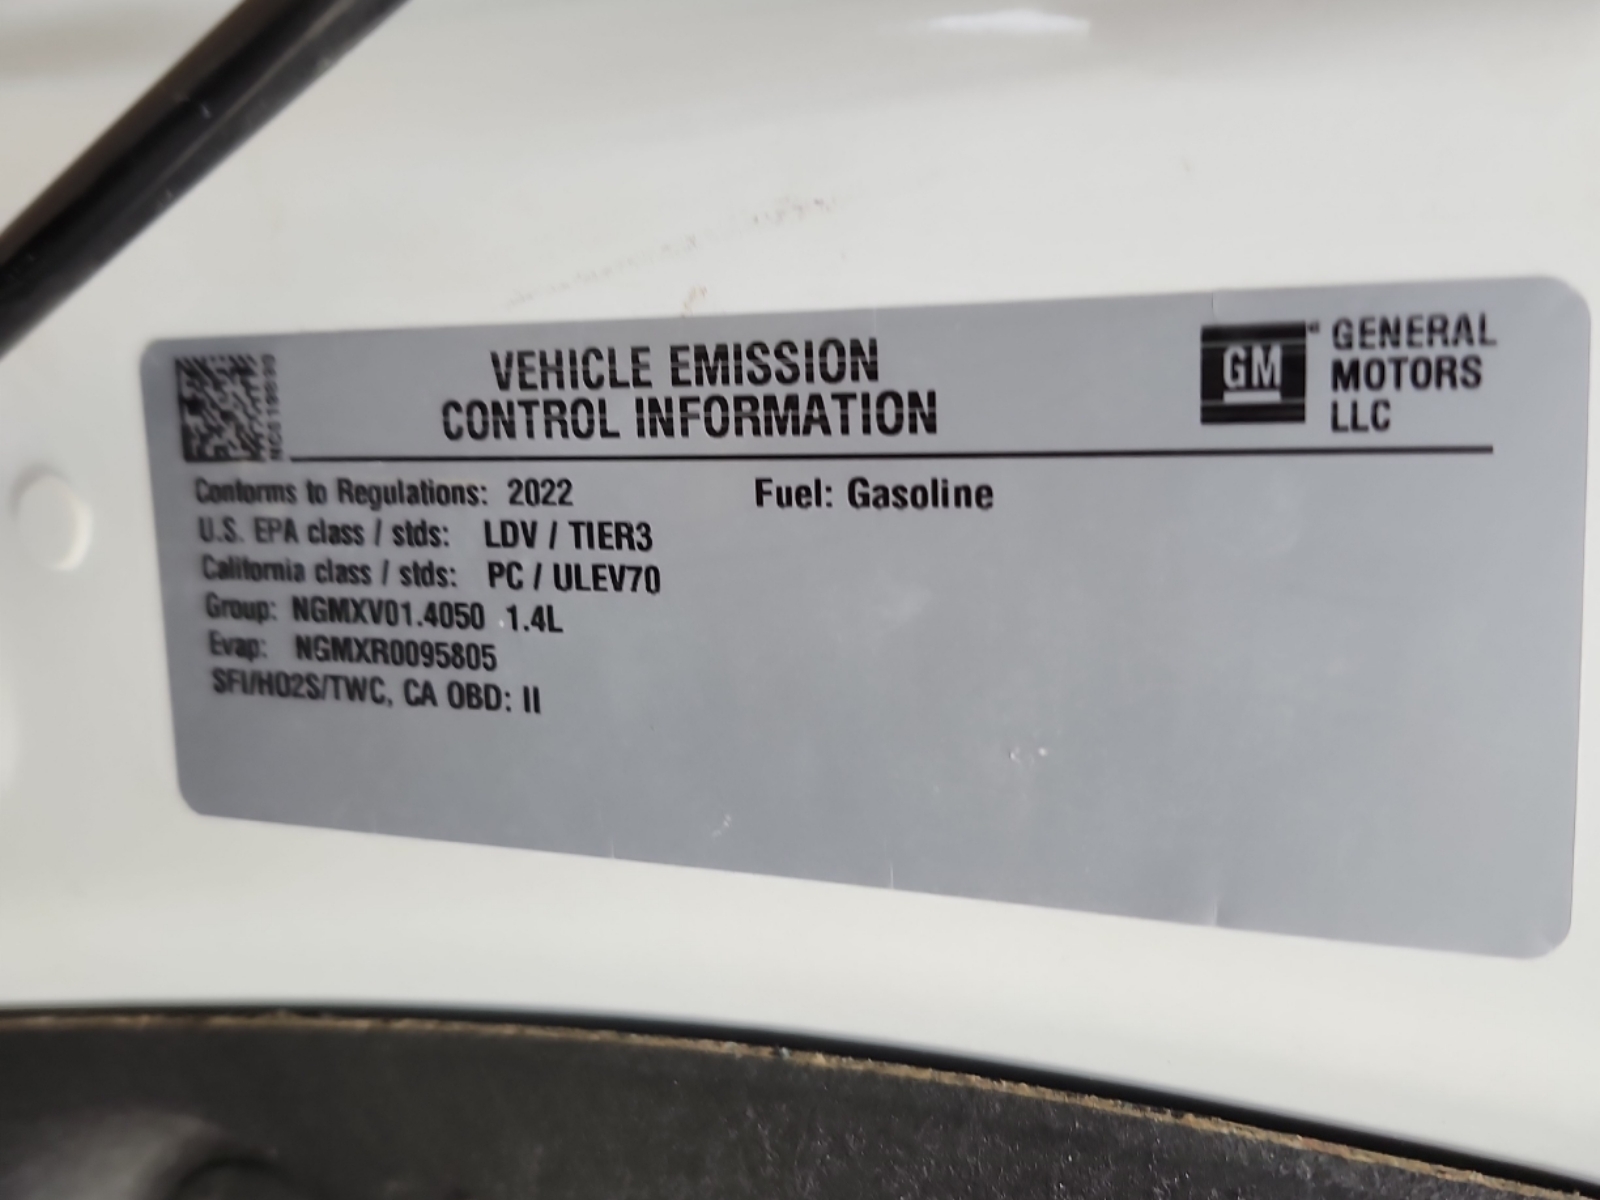 VEHICLE EMISSION
CONTROL INFORMATION
GM
GENERAL
MOTORS
LLC
Conforms to Regulations: 2022
Fuel: Gasoline
U.S. EPA class / stds: LDV / TIER3
California class / stds: PC / ULEV70
Group: NGMXV01.4050 1.4L
Evap: NGMXR0095805
SFI/HO2S/TWC, CA OBD: II